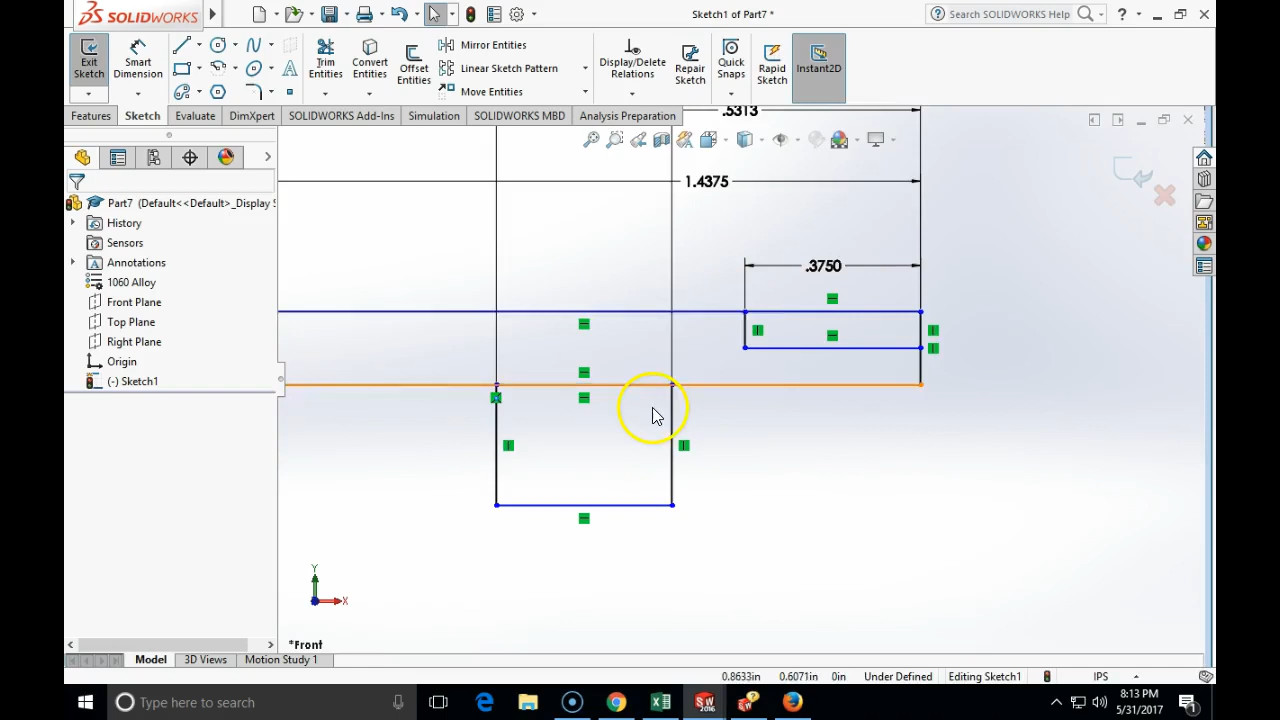 SOLIDWORKS
Sketch1 of Part7 *
Search SOLIDWORKS Help
?
Exit Sketch
Smart Dimension
Trim Entities
Convert Entities
Offset Entities
Mirror Entities
Linear Sketch Pattern
Move Entities
Display/Delete Relations
Repair Sketch
Quick Snaps
Rapid Sketch
Instant2D
Features
Sketch
Evaluate
DimXpert
SOLIDWORKS Add-Ins
Simulation
SOLIDWORKS MBD
Analysis Preparation
.5313
1.4375
.3750
Part7 (Default<<Default>_Display S
History
Sensors
Annotations
1060 Alloy
Front Plane
Top Plane
Right Plane
Origin
(-) Sketch1
Y
X
*Front
Model
3D Views
Motion Study 1
0.8633in
0.6071in
0in
Under Defined
Editing Sketch1
IPS
Type here to search
SW 2016
8:13 PM
5/31/2017
1